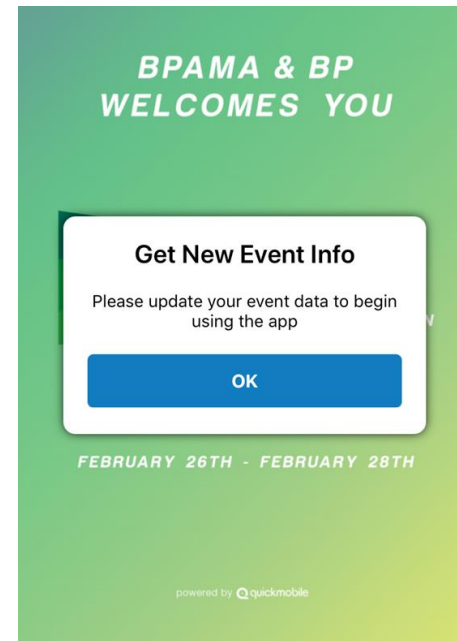 BPAMA & BP
WELCOMES YOU
Get New Event Info
Please update your event data to begin
using the app
N
OK
FEBRUARY 26TH - FEBRUARY 28TH
powered by quickmobile